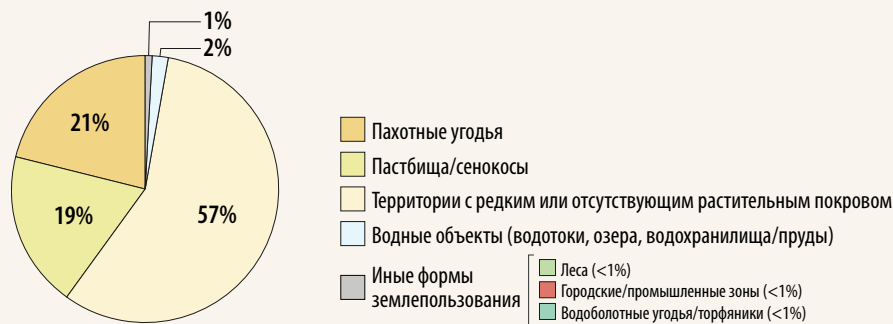 1%
2%
21%
19%
57%
Пахотные угодья
Пастбища/сенокосы
Территории с редким или отсутствующим растительным покровом
Водные объекты (водотоки, озера, водохранилища/пруды)
Иные формы
землепользования
Леса (<1%)
Городские/промышленные зоны (<1%)
Водоболотные угодья/торфяники (<1%)